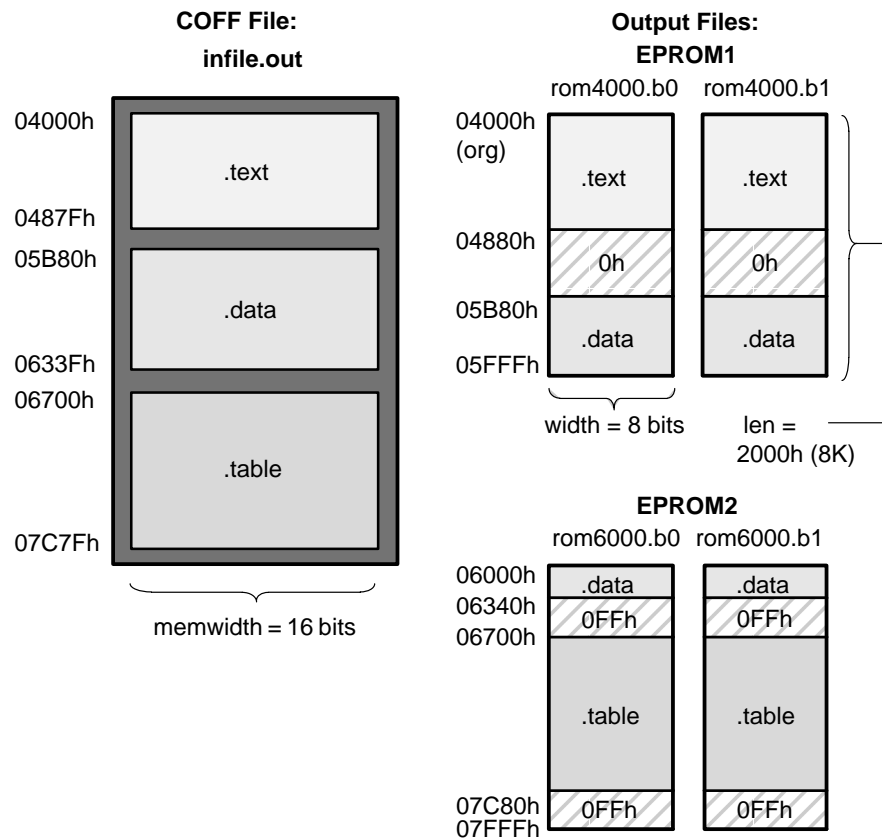 COFF File:
infile.out
04000h
.text
0487Fh
05B80h
.data
0633Fh
06700h
.table
07C7Fh
memwidth = 16 bits
Output Files:
EPROM1
rom4000.b0 rom4000.b1
04000h
(org)
.text .text
04880h
0h 0h
05B80h
.data .data
05FFFh
width = 8 bits
len =
2000h (8K)
EPROM2
rom6000.b0 rom6000.b1
06000h
.data .data
06340h
0FFh 0FFh
06700h
.table .table
07C80h
0FFh 0FFh
07FFFh